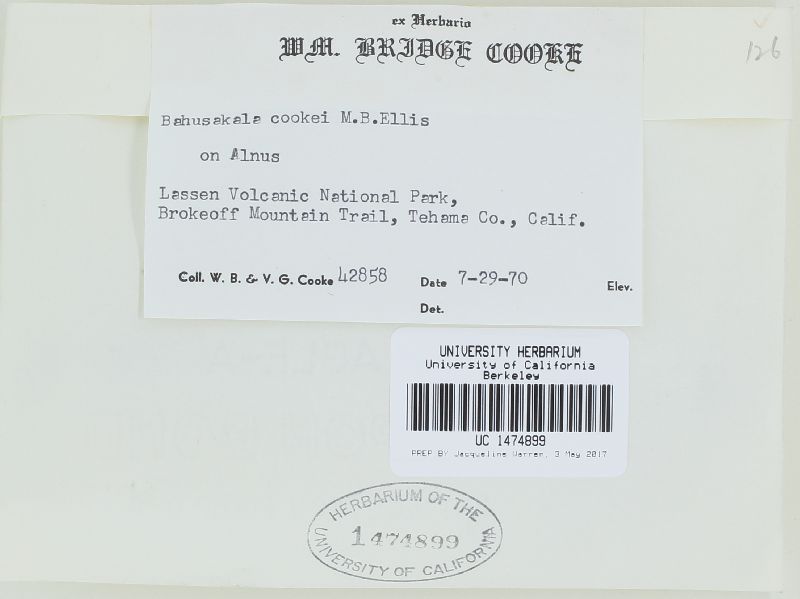 ex Herbario
WM. BRIDGE COOKE
126
Bahusakala cookei M.B.Ellis
on Alnus
Lassen Volcanic National Park,
Brokeoff Mountain Trail, Tehama Co., Calif.
Coll. W. B. & V. G. Cooke 42858 Date 7-29-70 Elev.
Det.
UNIVERSITY HERBARIUM
University of California
Berkeley
UC 1474899
PREP BY Jacqueline Warren, 3 May 2017
HERBARIUM OF THE
1474899
UNIVERSITY OF CALIFORNIA